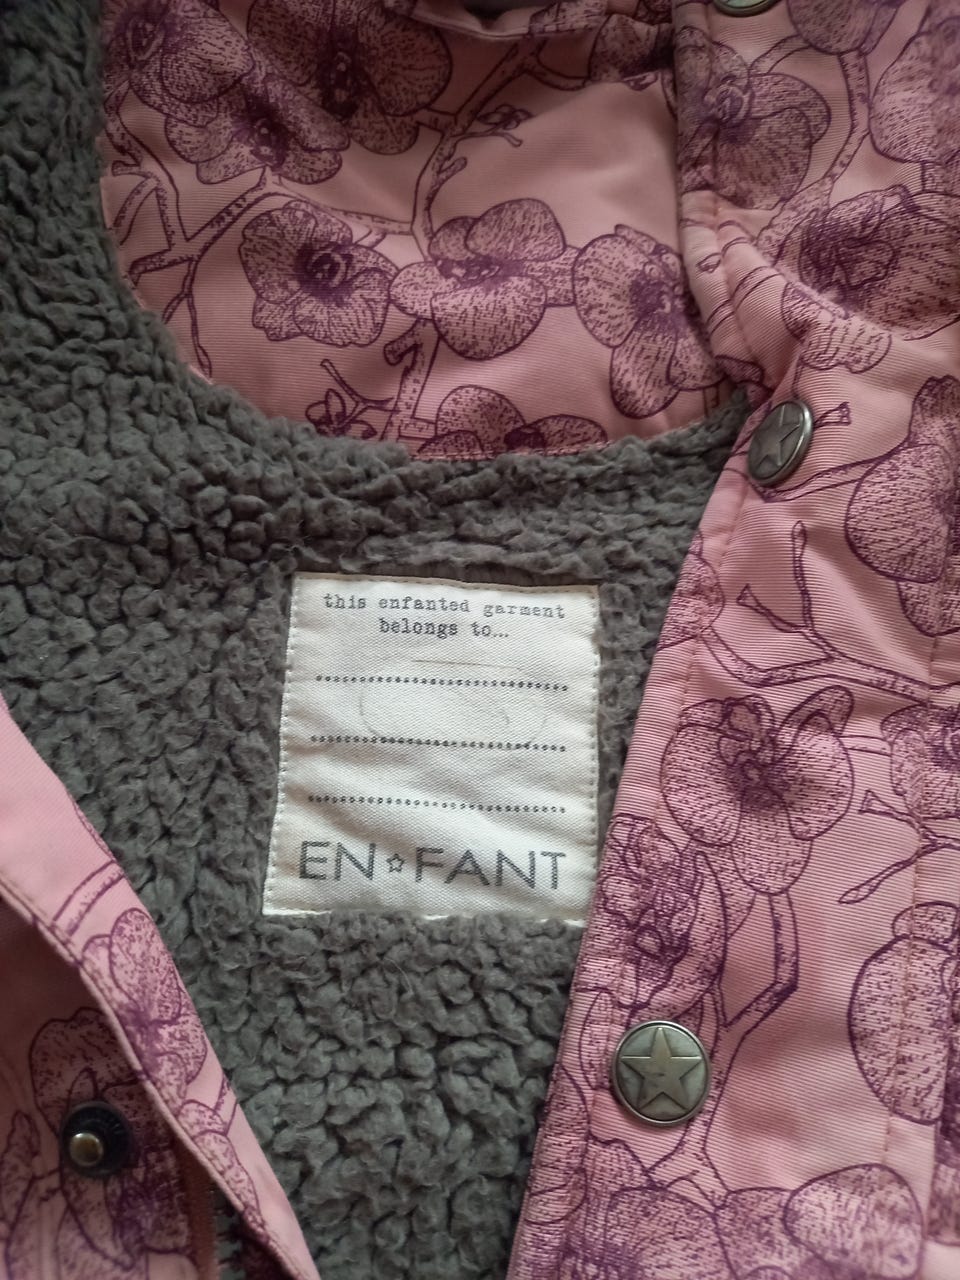 this enfanted garment
belongs to...
EN☆FANT